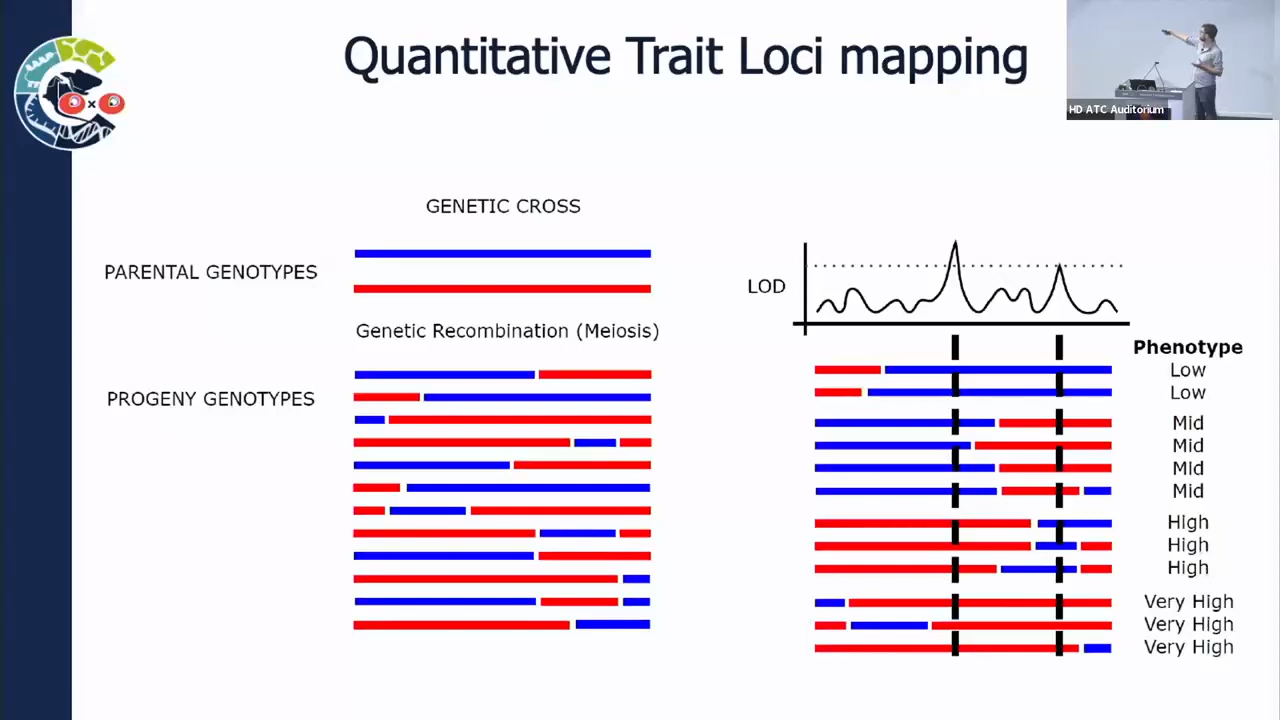 Quantitative Trait Loci mapping
HD ATC Auditorium
x
GENETIC CROSS
PARENTAL GENOTYPES
Genetic Recombination (Meiosis)
PROGENY GENOTYPES
LOD
Phenotype
Low
Low
Mid
Mid
Mid
Mid
High
High
High
Very High
Very High
Very High